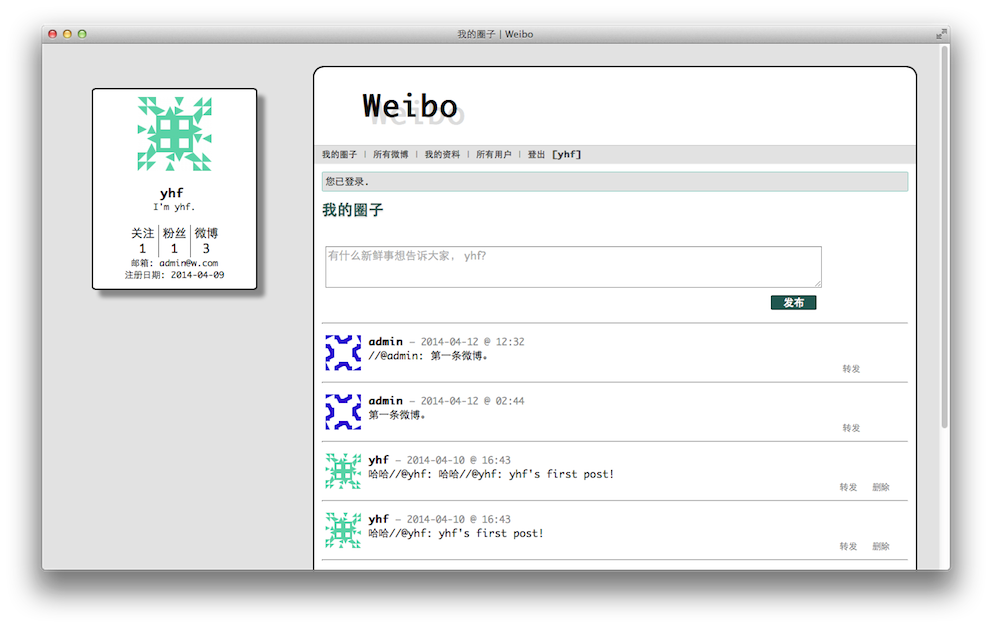 我的圈子 | Weibo
yhf
I'm yhf.
关注 | 粉丝 | 微博
1 | 1 | 3
邮箱: admin@w.com
注册日期: 2014-04-09
Weibo
我的圈子 | 所有微博 | 我的资料 | 所有用户 | 登出 [yhf]
您已登录.
我的圈子
有什么新鲜事想告诉大家, yhf?
发布
admin — 2014-04-12 @ 12:32
//@admin: 第一条微博。
转发
admin — 2014-04-12 @ 02:44
第一条微博。
转发
yhf — 2014-04-10 @ 16:43
哈哈//@yhf: 哈哈//@yhf: yhf's first post!
转发 删除
yhf — 2014-04-10 @ 16:43
哈哈//@yhf: yhf's first post!
转发 删除